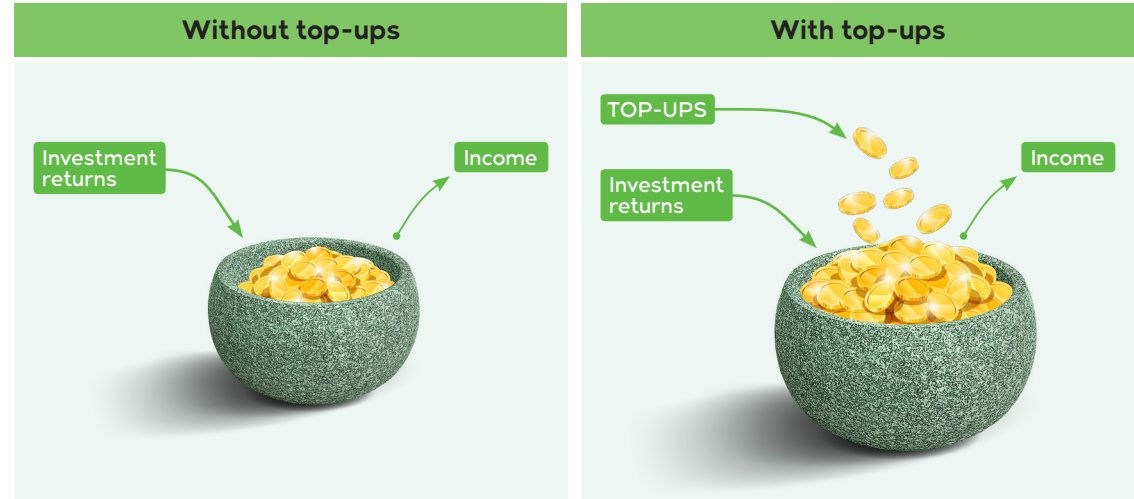 Without top-ups
Investment
returns
Income
With top-ups
TOP-UPS
Investment
returns
Income